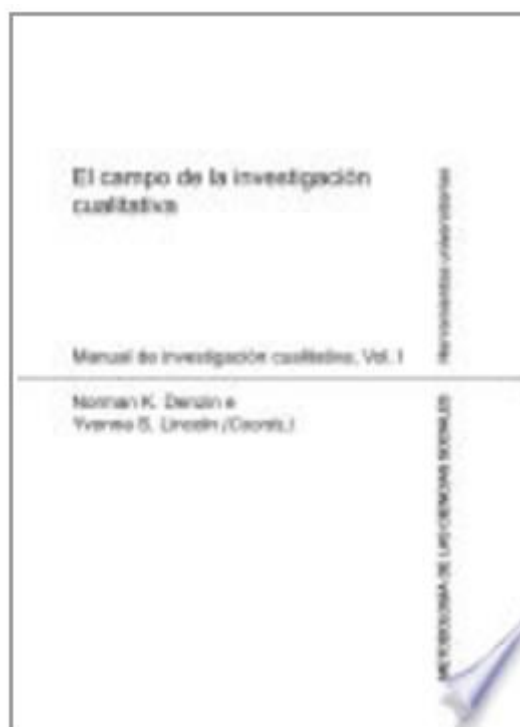 El campo de la investigación
cualitativa
Manual de investigación cualitativa, Vol. I
Norman K. Denzin e
Yvonna S. Lincoln (Coords.)
Herramientas universitarias
METODOLOGÍA DE LAS CIENCIAS SOCIALES